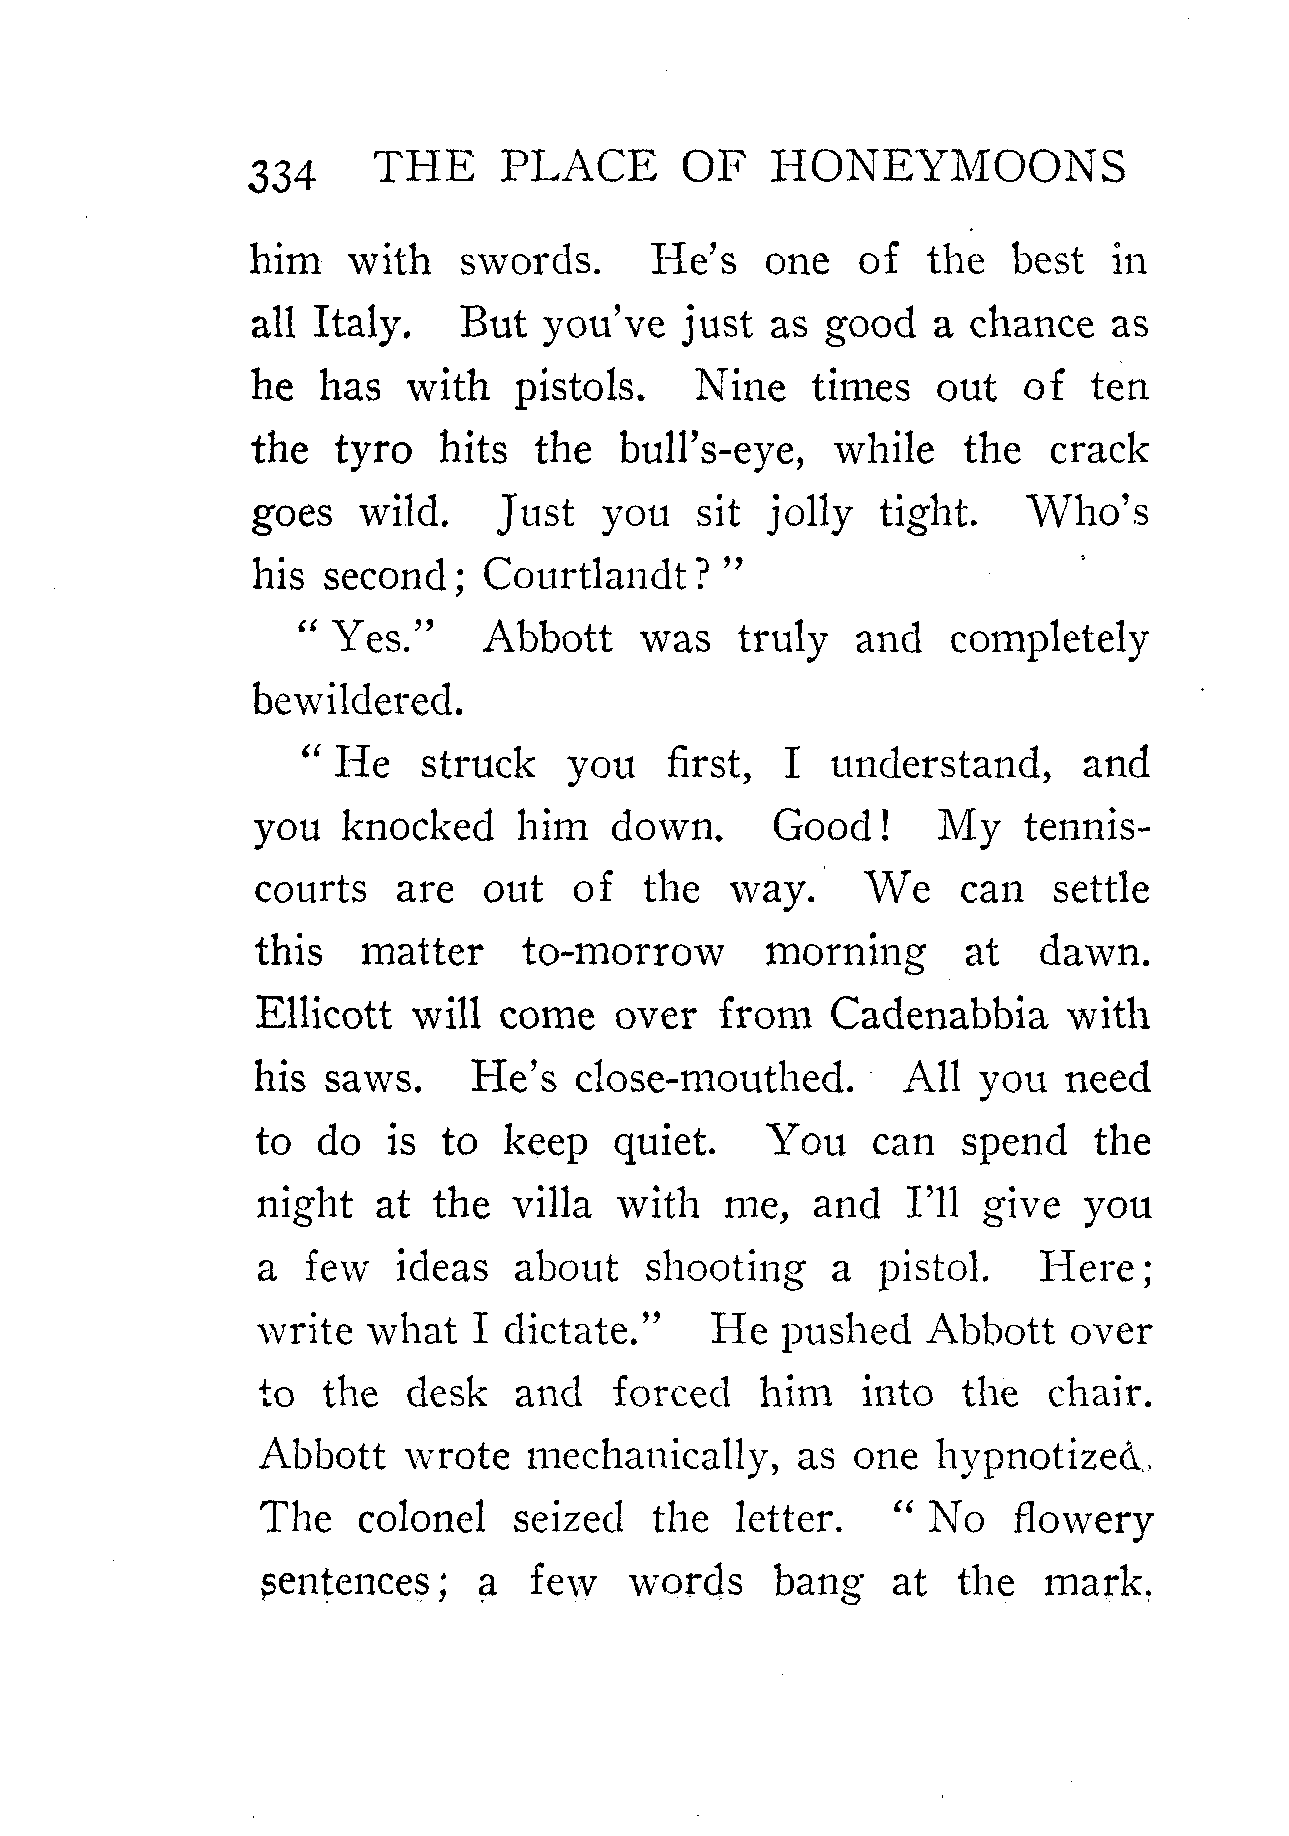 334 THE PLACE OF HONEYMOONS
him with swords. He's one of the best in
all Italy. But you've just as good a chance as
he has with pistols. Nine times out of ten
the tyro hits the bull's-eye, while the crack
goes wild. Just you sit jolly tight. Who's
his second; Courtlandt?"
"Yes." Abbott was truly and completely
bewildered.
"He struck you first, I understand, and
you knocked him down. Good! My tennis-
courts are out of the way. We can settle
this matter to-morrow morning at dawn.
Ellicott will come over from Cadenabbia with
his saws. He's close-mouthed. All you need
to do is to keep quiet. You can spend the
night at the villa with me, and I'll give you
a few ideas about shooting a pistol. Here;
write what I dictate." He pushed Abbott over
to the desk and forced him into the chair.
Abbott wrote mechanically, as one hypnotized.
The colonel seized the letter. "No flowery
sentences; a few words bang at the mark.